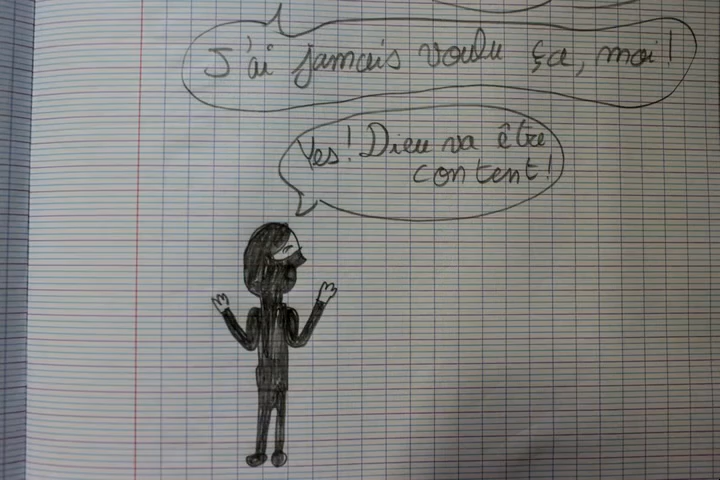 J'ai jamais voulu ça, moi !
Yes ! Dieu va être
content !